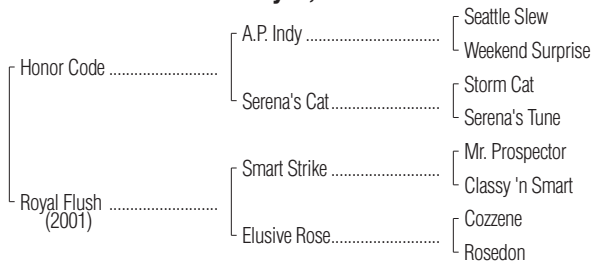 Seattle Slew
A.P. Indy ..............................
Weekend Surprise
Honor Code ........................
Storm Cat
Serena's Cat........................
Serena's Tune
Mr. Prospector
Smart Strike ........................
Classy 'n Smart
Royal Flush ........................
(2001)
Cozzene
Elusive Rose........................
Rosedon